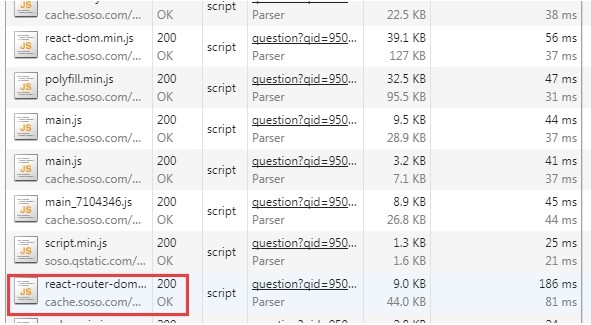 cache.soso.com/... OK script Parser 22.5 KB 38 ms
react-dom.min.js 200 question?qid=950... 39.1 KB 56 ms
cache.soso.com/... OK script Parser 127 KB 37 ms
polyfill.min.js 200 question?qid=950... 32.5 KB 47 ms
cache.soso.com/... OK script Parser 95.5 KB 31 ms
main.js 200 question?qid=950... 9.5 KB 44 ms
cache.soso.com/... OK script Parser 28.9 KB 37 ms
main.js 200 question?qid=950... 3.2 KB 41 ms
cache.soso.com/... OK script Parser 7.1 KB 37 ms
main_7104346.js 200 question?qid=950... 8.9 KB 45 ms
cache.soso.com/... OK script Parser 26.8 KB 44 ms
script.min.js 200 question?qid=950... 1.3 KB 25 ms
soso.qstatic.com/... OK script Parser 1.6 KB 21 ms
react-router-dom... 200 question?qid=950... 9.0 KB 186 ms
cache.soso.com/... OK script Parser 44.0 KB 81 ms